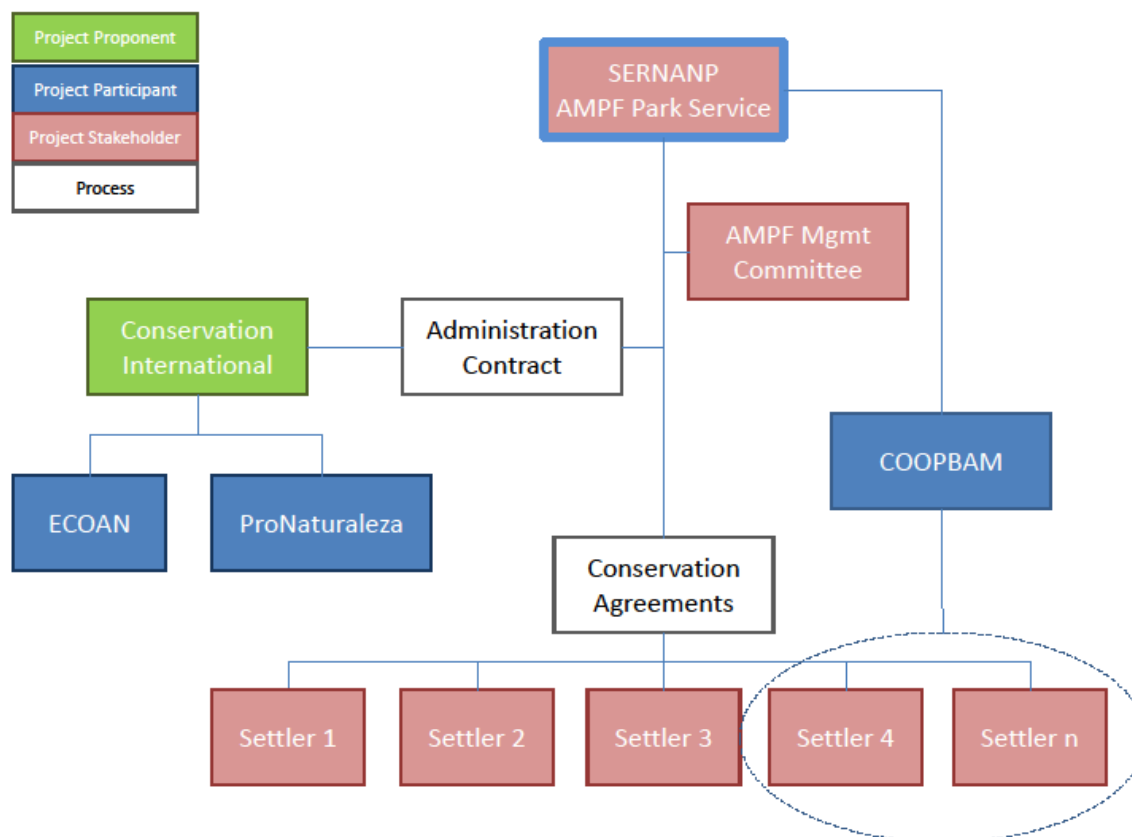 Project Proponent
Project Participant
Project Stakeholder
Process
SERNANP
AMPF Park Service
AMPF Mgmt
Committee
Conservation
International
Administration
Contract
COOPBAM
ECOAN
ProNaturaleza
Conservation
Agreements
Settler 1
Settler 2
Settler 3
Settler 4
Settler n